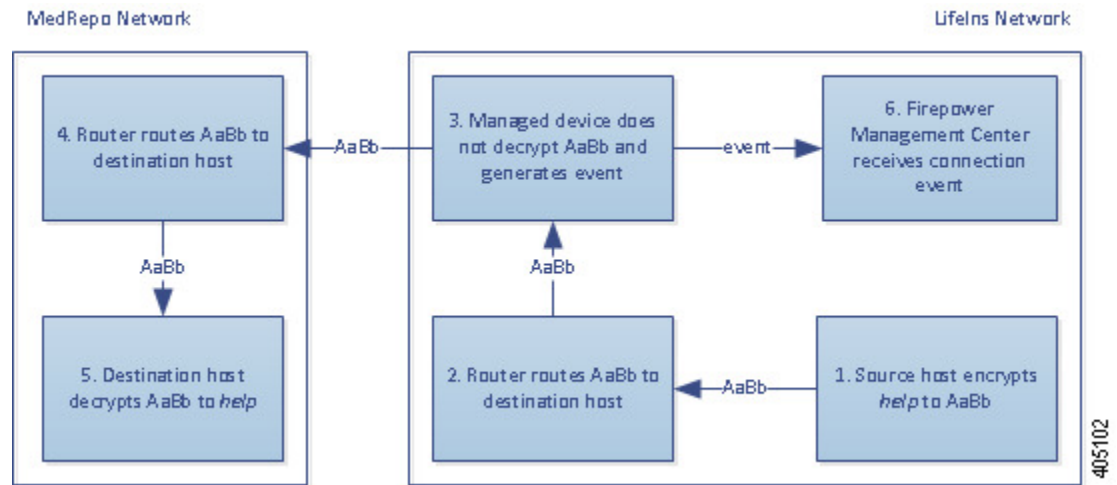 MedRepo Network
LifeIns Network
4. Router routes AaBb to
destination host
AaBb
3. Managed device does
not decrypt AaBb and
generates event
event
6. Firepower
Management Center
receives connection
event
AaBb
AaBb
5. Destination host
decrypts AaBb to help
2. Router routes AaBb to
destination host
AaBb
1. Source host encrypts
help to AaBb
405102